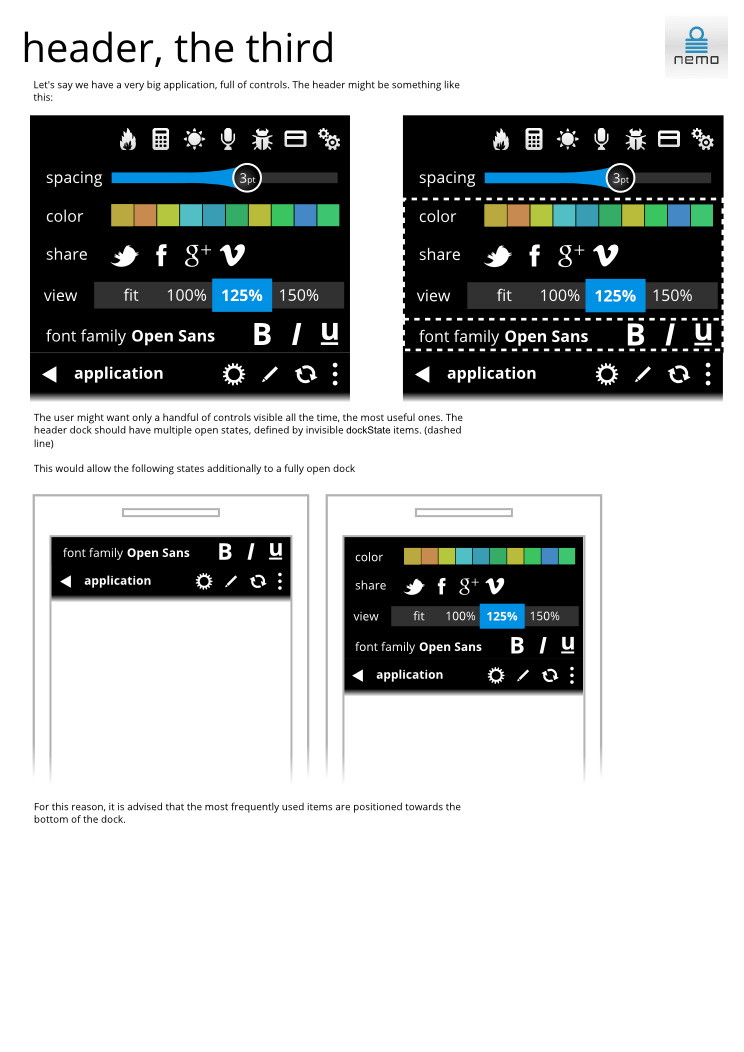 header, the third
nemo
Let's say we have a very big application, full of controls. The header might be something like
this:
spacing 3pt
color
share f g+
view fit 100% 125% 150%
font family Open Sans B I u
application
spacing 3pt
color
share f g+
view fit 100% 125% 150%
font family Open Sans B I u
application
The user might want only a handful of controls visible all the time, the most useful ones. The
header dock should have multiple open states, defined by invisible dockState items. (dashed
line)
This would allow the following states additionally to a fully open dock
font family Open Sans B I u
application
color
share f g+
view fit 100% 125% 150%
font family Open Sans B I u
application
For this reason, it is advised that the most frequently used items are positioned towards the
bottom of the dock.